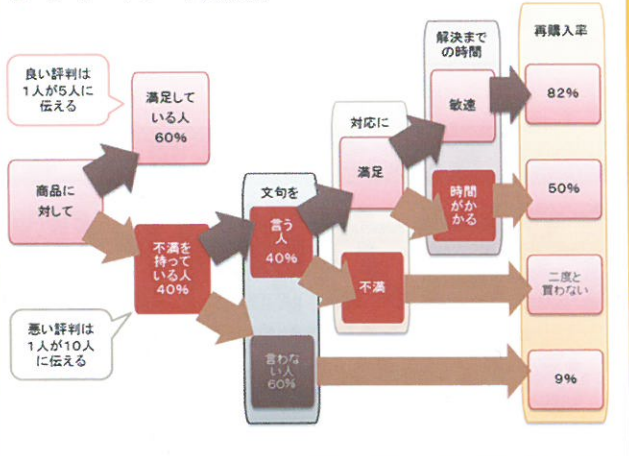 良い評判は
1人が5人に
伝える
満足して
いる人
60%
商品に
対して
不満を
持って
いる人
40%
悪い評判は
1人が10人
に伝える
文句を
言う
人
40%
言わな
い人
60%
対応に
満足
不満
解決まで
の時間
敏速
時間
がか
かる
再購入率
82%
50%
二度と
買わない
9%